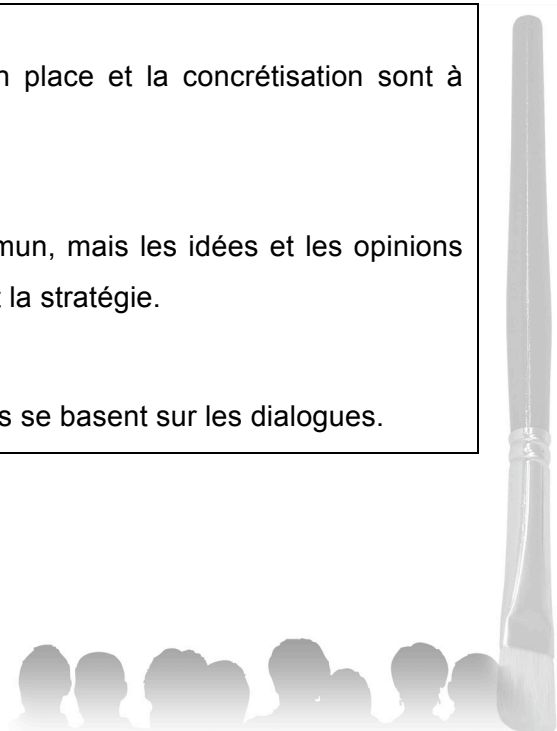 place et la concrétisation sont à
mun, mais les idées et les opinions
la stratégie.
se basent sur les dialogues.